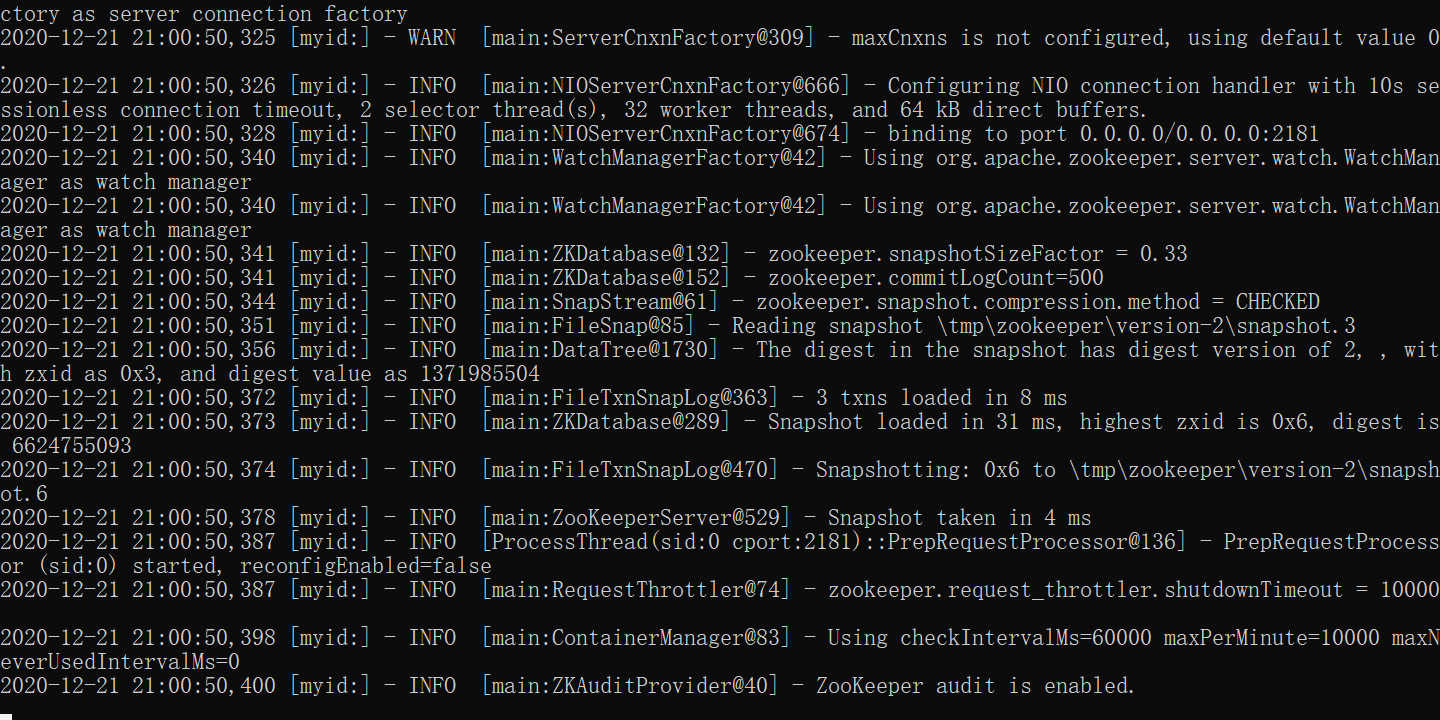 ctory as server connection factory
2020-12-21 21:00:50,325 [myid:] - WARN  [main:ServerCnxnFactory@309] - maxCnxns is not configured, using default value 0
.
2020-12-21 21:00:50,326 [myid:] - INFO  [main:NIOServerCnxnFactory@666] - Configuring NIO connection handler with 10s se
ssionless connection timeout, 2 selector thread(s), 32 worker threads, and 64 kB direct buffers.
2020-12-21 21:00:50,328 [myid:] - INFO  [main:NIOServerCnxnFactory@674] - binding to port 0.0.0.0/0.0.0.0:2181
2020-12-21 21:00:50,340 [myid:] - INFO  [main:WatchManagerFactory@42] - Using org.apache.zookeeper.server.watch.WatchMan
ager as watch manager
2020-12-21 21:00:50,340 [myid:] - INFO  [main:WatchManagerFactory@42] - Using org.apache.zookeeper.server.watch.WatchMan
ager as watch manager
2020-12-21 21:00:50,341 [myid:] - INFO  [main:ZKDatabase@132] - zookeeper.snapshotSizeFactor = 0.33
2020-12-21 21:00:50,341 [myid:] - INFO  [main:ZKDatabase@152] - zookeeper.commitLogCount=500
2020-12-21 21:00:50,344 [myid:] - INFO  [main:SnapStream@61] - zookeeper.snapshot.compression.method = CHECKED
2020-12-21 21:00:50,351 [myid:] - INFO  [main:FileSnap@85] - Reading snapshot \tmp\zookeeper\version-2\snapshot.3
2020-12-21 21:00:50,356 [myid:] - INFO  [main:DataTree@1730] - The digest in the snapshot has digest version of 2, , wit
h zxid as 0x3, and digest value as 1371985504
2020-12-21 21:00:50,372 [myid:] - INFO  [main:FileTxnSnapLog@363] - 3 txns loaded in 8 ms
2020-12-21 21:00:50,373 [myid:] - INFO  [main:ZKDatabase@289] - Snapshot loaded in 31 ms, highest zxid is 0x6, digest is
 6624755093
2020-12-21 21:00:50,374 [myid:] - INFO  [main:FileTxnSnapLog@470] - Snapshotting: 0x6 to \tmp\zookeeper\version-2\snapsh
ot.6
2020-12-21 21:00:50,378 [myid:] - INFO  [main:ZooKeeperServer@529] - Snapshot taken in 4 ms
2020-12-21 21:00:50,387 [myid:] - INFO  [ProcessThread(sid:0 cport:2181)::PrepRequestProcessor@136] - PrepRequestProcess
or (sid:0) started, reconfigEnabled=false
2020-12-21 21:00:50,387 [myid:] - INFO  [main:RequestThrottler@74] - zookeeper.request_throttler.shutdownTimeout = 10000
2020-12-21 21:00:50,398 [myid:] - INFO  [main:ContainerManager@83] - Using checkIntervalMs=60000 maxPerMinute=10000 maxN
everUsedIntervalMs=0
2020-12-21 21:00:50,400 [myid:] - INFO  [main:ZKAuditProvider@40] - ZooKeeper audit is enabled.